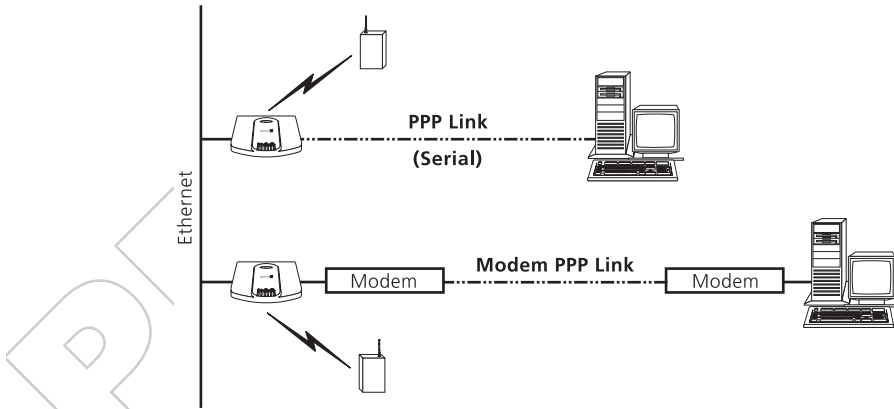 PPP Link
(Serial)
Ethernet
Modem PPP Link
Modem
Modem